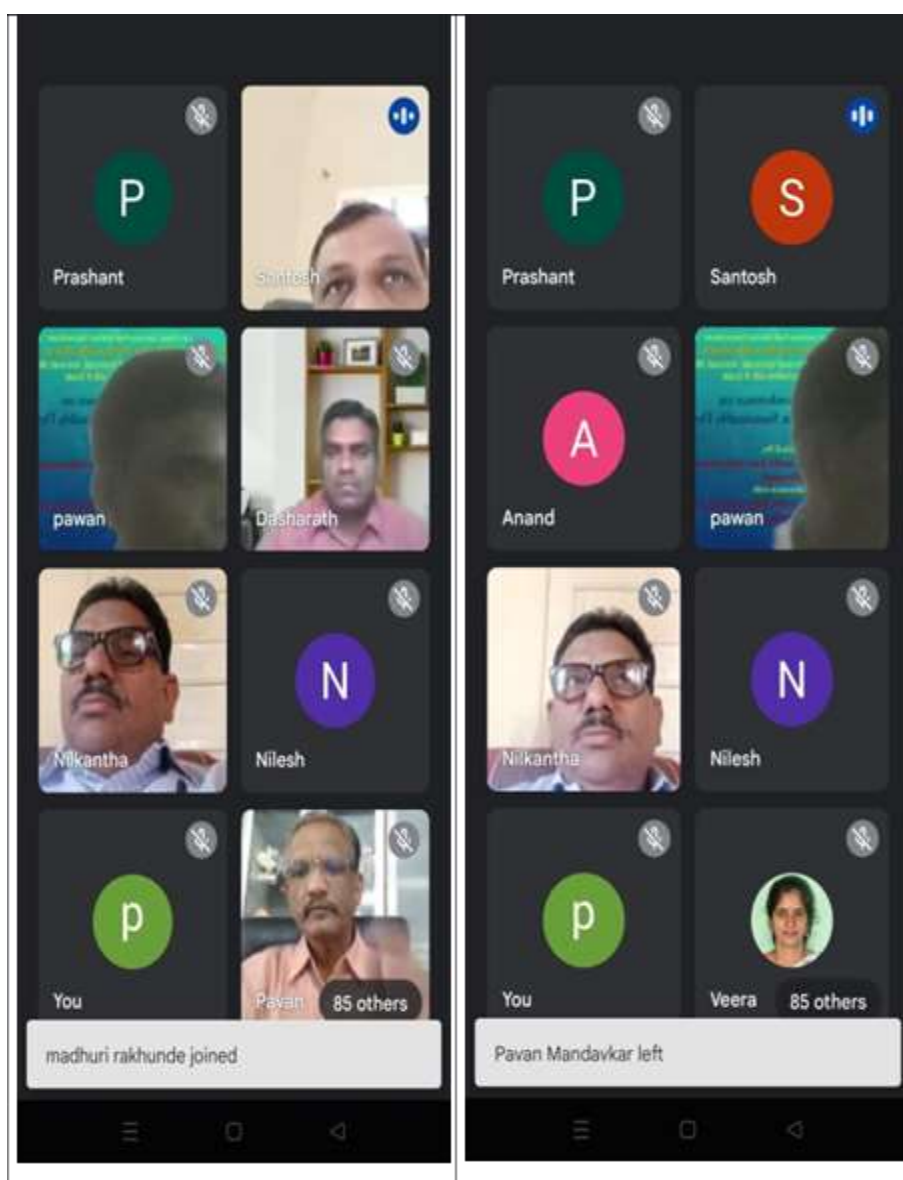 P
Prashant
Santosh
pawan
Dasharath
Nilkantha
N
Nilesh
p
You
Pavan
85 others
madhuri rakhunde joined
P
Prashant
S
Santosh
A
Anand
pawan
Nilkantha
N
Nilesh
p
You
Veera
85 others
Pavan Mandavkar left